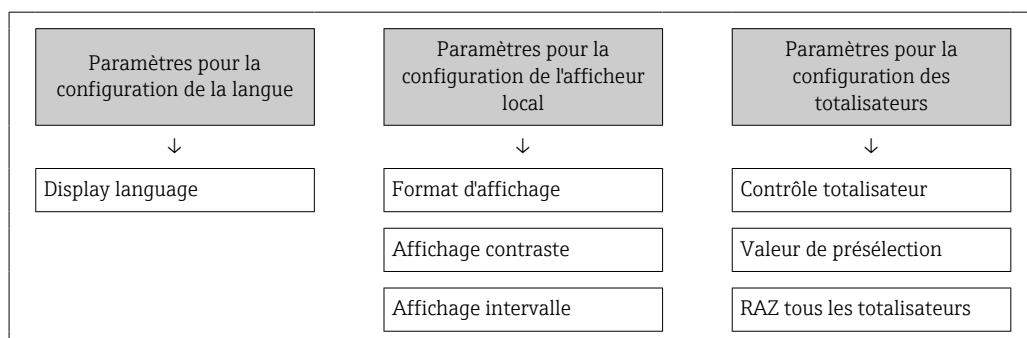 Paramètres pour la
configuration de la langue
↓
Display language
Paramètres pour la
configuration de l'afficheur
local
↓
Format d'affichage
Affichage contraste
Affichage intervalle
Paramètres pour la
configuration des
totalisateurs
↓
Contrôle totalisateur
Valeur de présélection
RAZ tous les totalisateurs